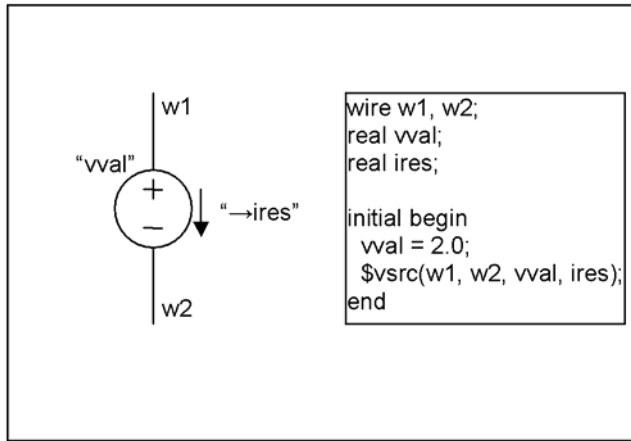 w1
“vval”
+
“→ires”
−
w2
wire w1, w2;
real vval;
real ires;
initial begin
vval = 2.0;
$vsrc(w1, w2, vval, ires);
end